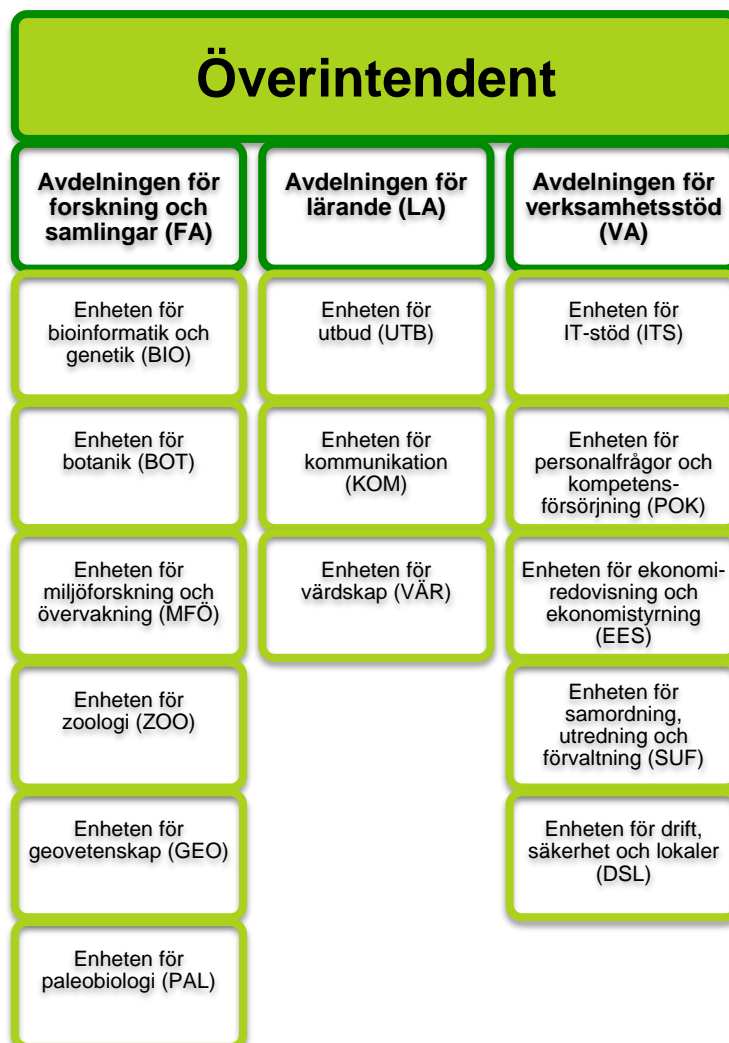 Överintendent
Avdelningen för
forskning och
samlingar (FA)
Enheten för
bioinformatik och
genetik (BIO)
Enheten för
botanik (BOT)
Enheten för
miljöforskning och
övervakning (MFÖ)
Enheten för
zoologi (ZOO)
Enheten för
geovetenskap (GEO)
Enheten för
paleobiologi (PAL)
Avdelningen för
lärande (LA)
Enheten för
utbud (UTB)
Enheten för
kommunikation
(KOM)
Enheten för
värdskap (VÄR)
Avdelningen för
verksamhetsstöd
(VA)
Enheten för
IT-stöd (ITS)
Enheten för
personalfrågor och
kompetens-
försörjning (POK)
Enheten för ekonomi-
redovisning och
ekonomistyrning
(EES)
Enheten för
samordning,
utredning och
förvaltning (SUF)
Enheten för drift,
säkerhet och lokaler
(DSL)